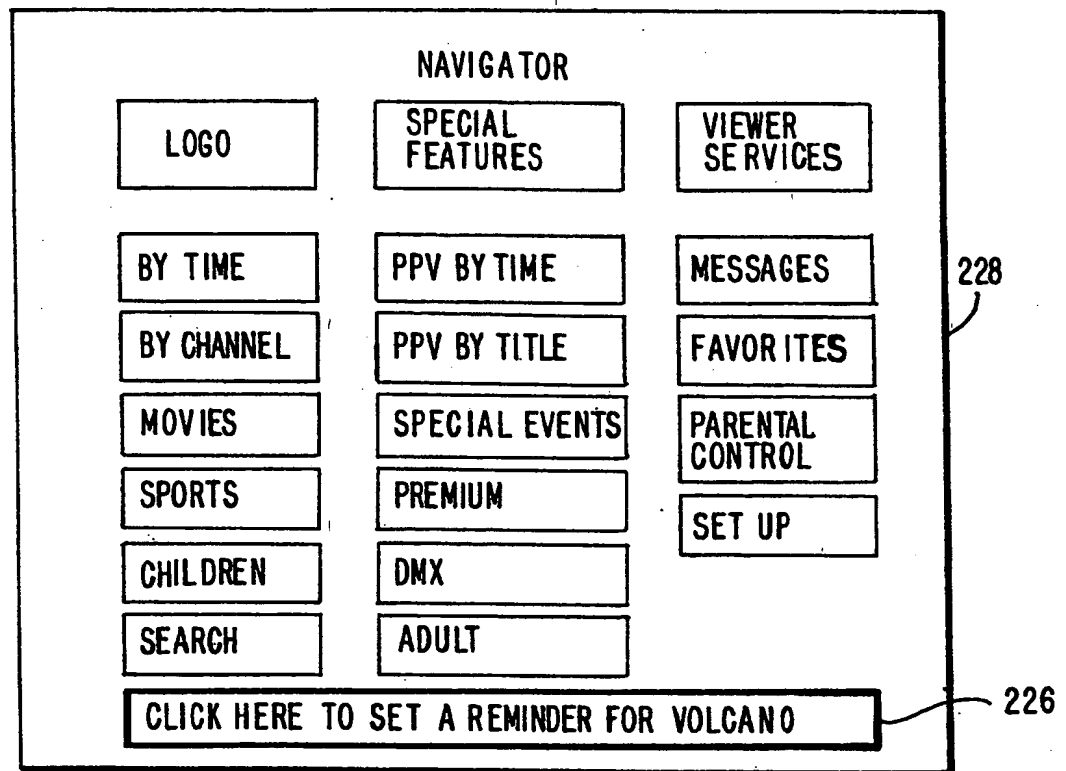 NAVIGATOR
LOGO
SPECIAL
FEATURES
VIEWER
SERVICES
BY TIME
BY CHANNEL
MOVIES
SPORTS
CHILDREN
SEARCH
PPV BY TIME
PPV BY TITLE
SPECIAL EVENTS
PREMIUM
DMX
ADULT
MESSAGES
FAVORITES
PARENTAL
CONTROL
SET UP
228
CLICK HERE TO SET A REMINDER FOR VOLCANO
226